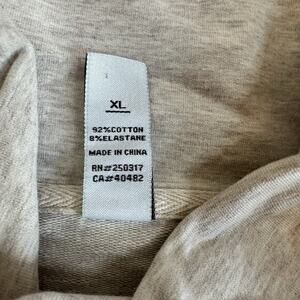 XL
92%COTTON
8%ELASTANE
MADE IN CHINA
RN#250317
CA#40482